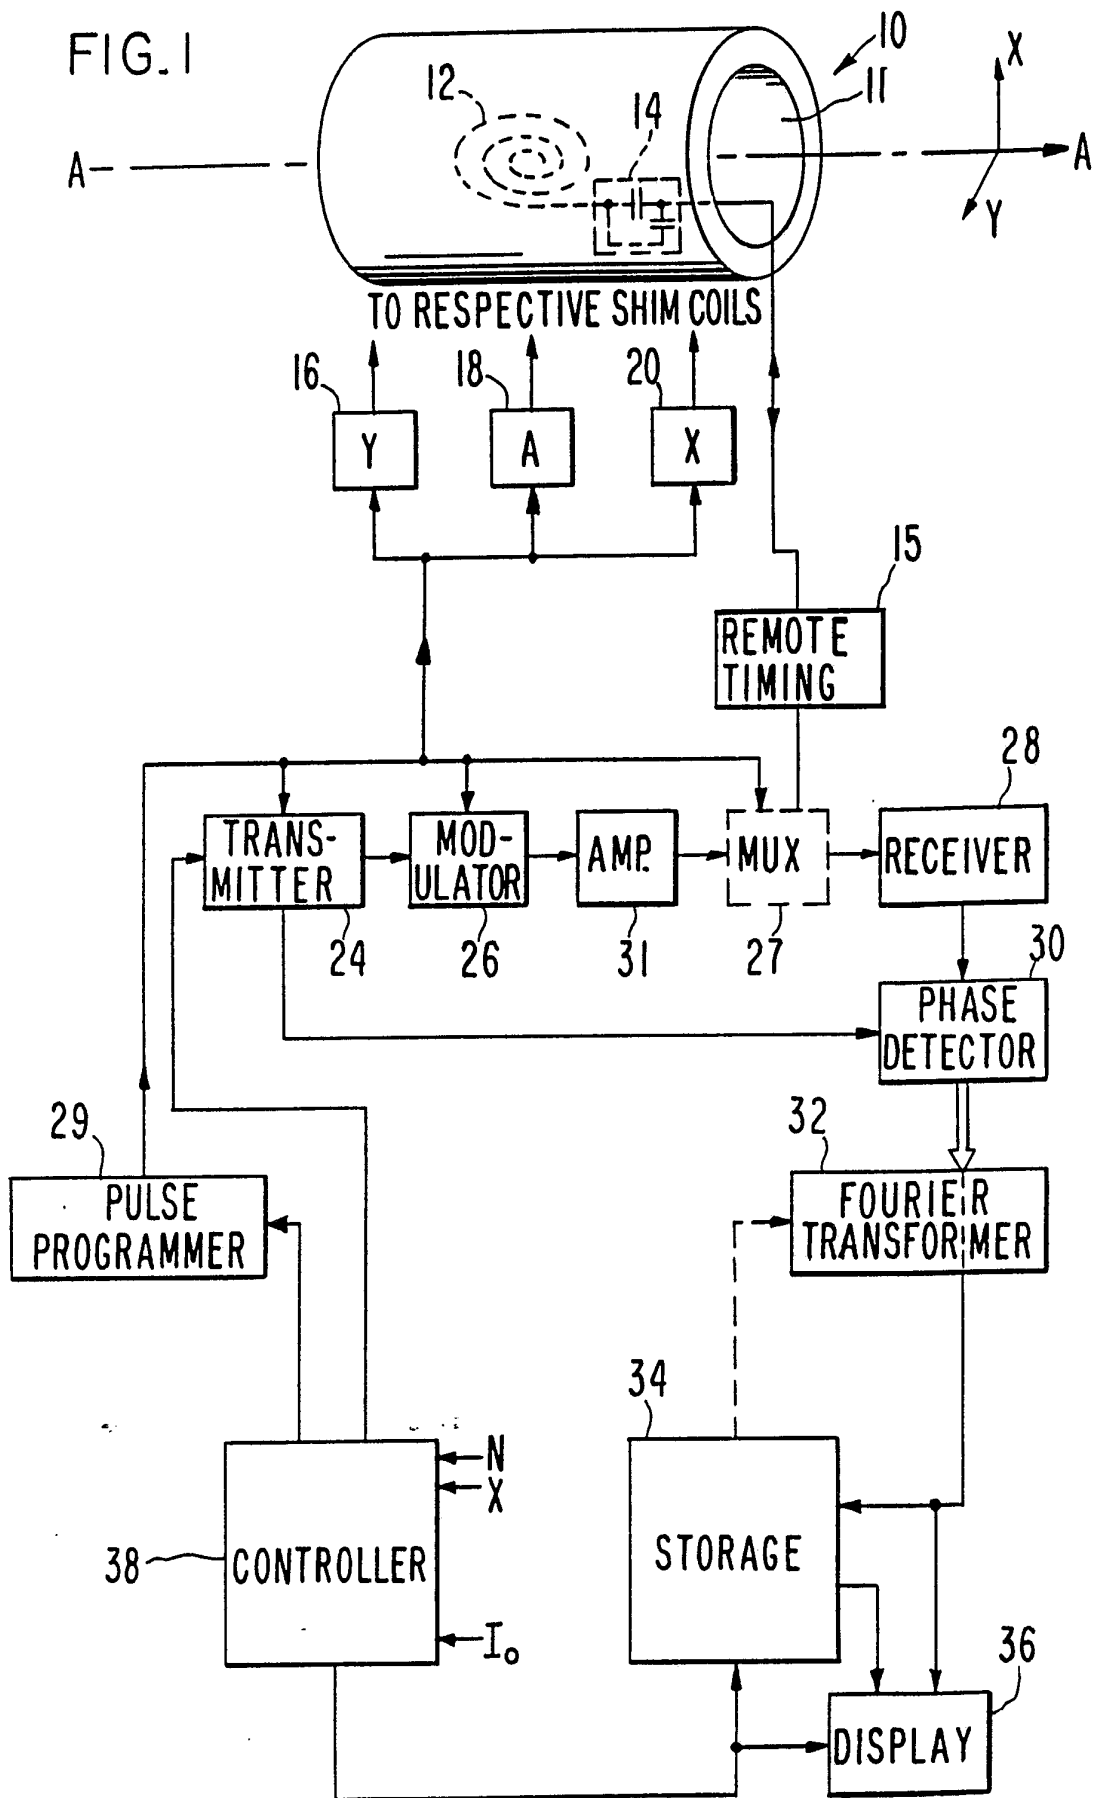 FIG. 1
10
X
12
14
11
A
A
Y
TO RESPECTIVE SHIM COILS
16
18
20
Y
A
X
15
REMOTE
TIMING
28
TRANS-
MITTER
MOD-
ULATOR
AMP.
MUX
RECEIVER
24
26
31
27
30
PHASE
DETECTOR
29
32
PULSE
PROGRAMMER
FOURIER
TRANSFORMER
34
N
X
38
CONTROLLER
STORAGE
I₀
36
DISPLAY